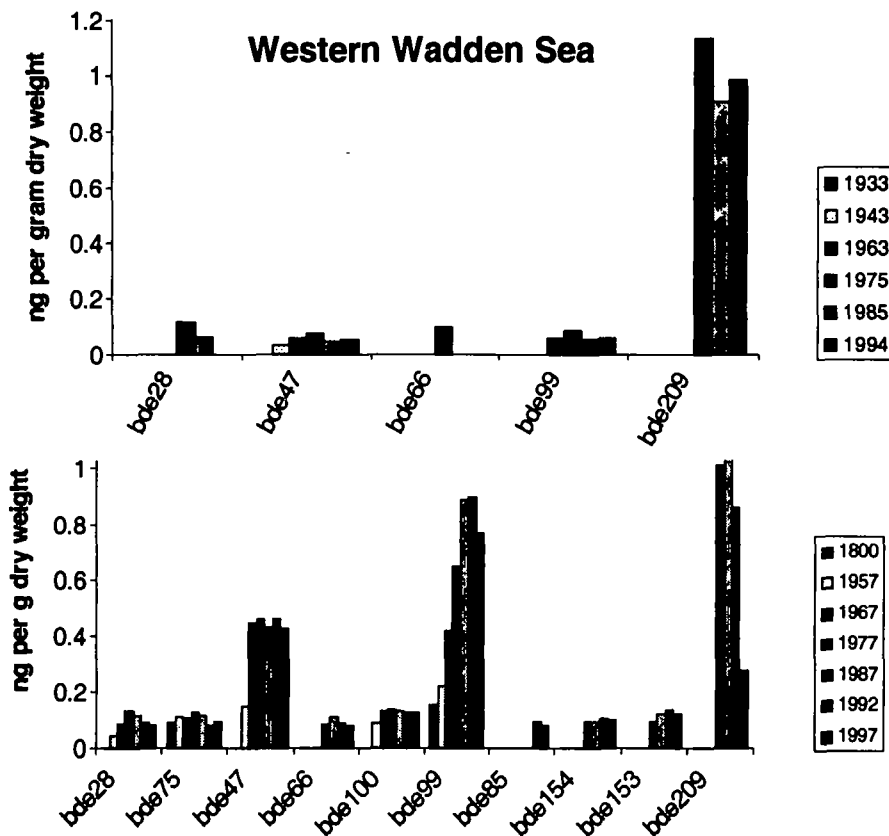 Western Wadden Sea
ng per gram dry weight
1.2
1
0.8
0.6
0.4
0.2
0
bde28
bde47
bde66
bde99
bde209
1933
1943
1963
1975
1985
1994
ng per g dry weight
1
0.8
0.6
0.4
0.2
0
bde28
bde75
bde47
bde66
bde100
bde99
bde85
bde154
bde153
bde209
1800
1957
1967
1977
1987
1992
1997